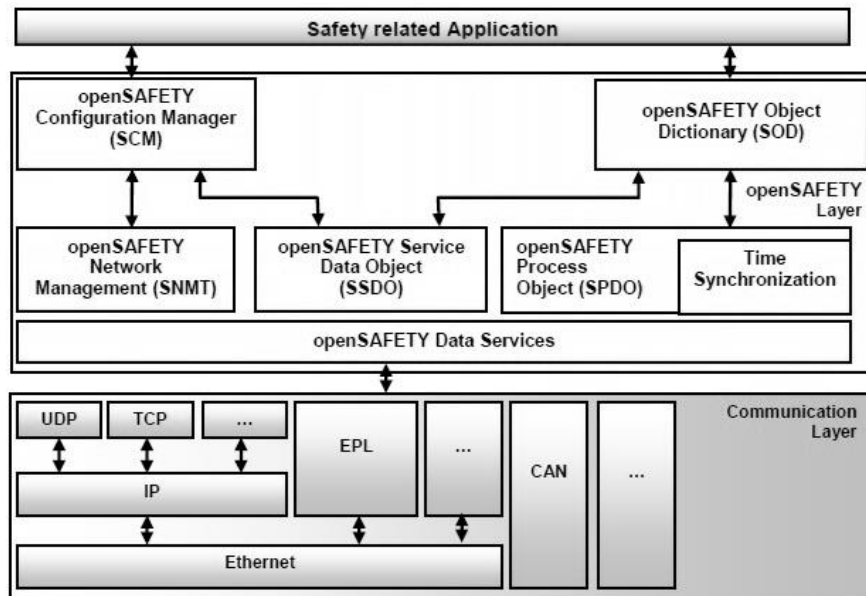 Safety related Application
openSAFETY
Configuration Manager
(SCM)
openSAFETY Object
Dictionary (SOD)
openSAFETY
Layer
openSAFETY
Network
Management (SNMT)
openSAFETY Service
Data Object
(SSDO)
openSAFETY
Process
Object (SPDO)
Time
Synchronization
openSAFETY Data Services
Communication
Layer
UDP
TCP
...
EPL
...
CAN
...
IP
Ethernet